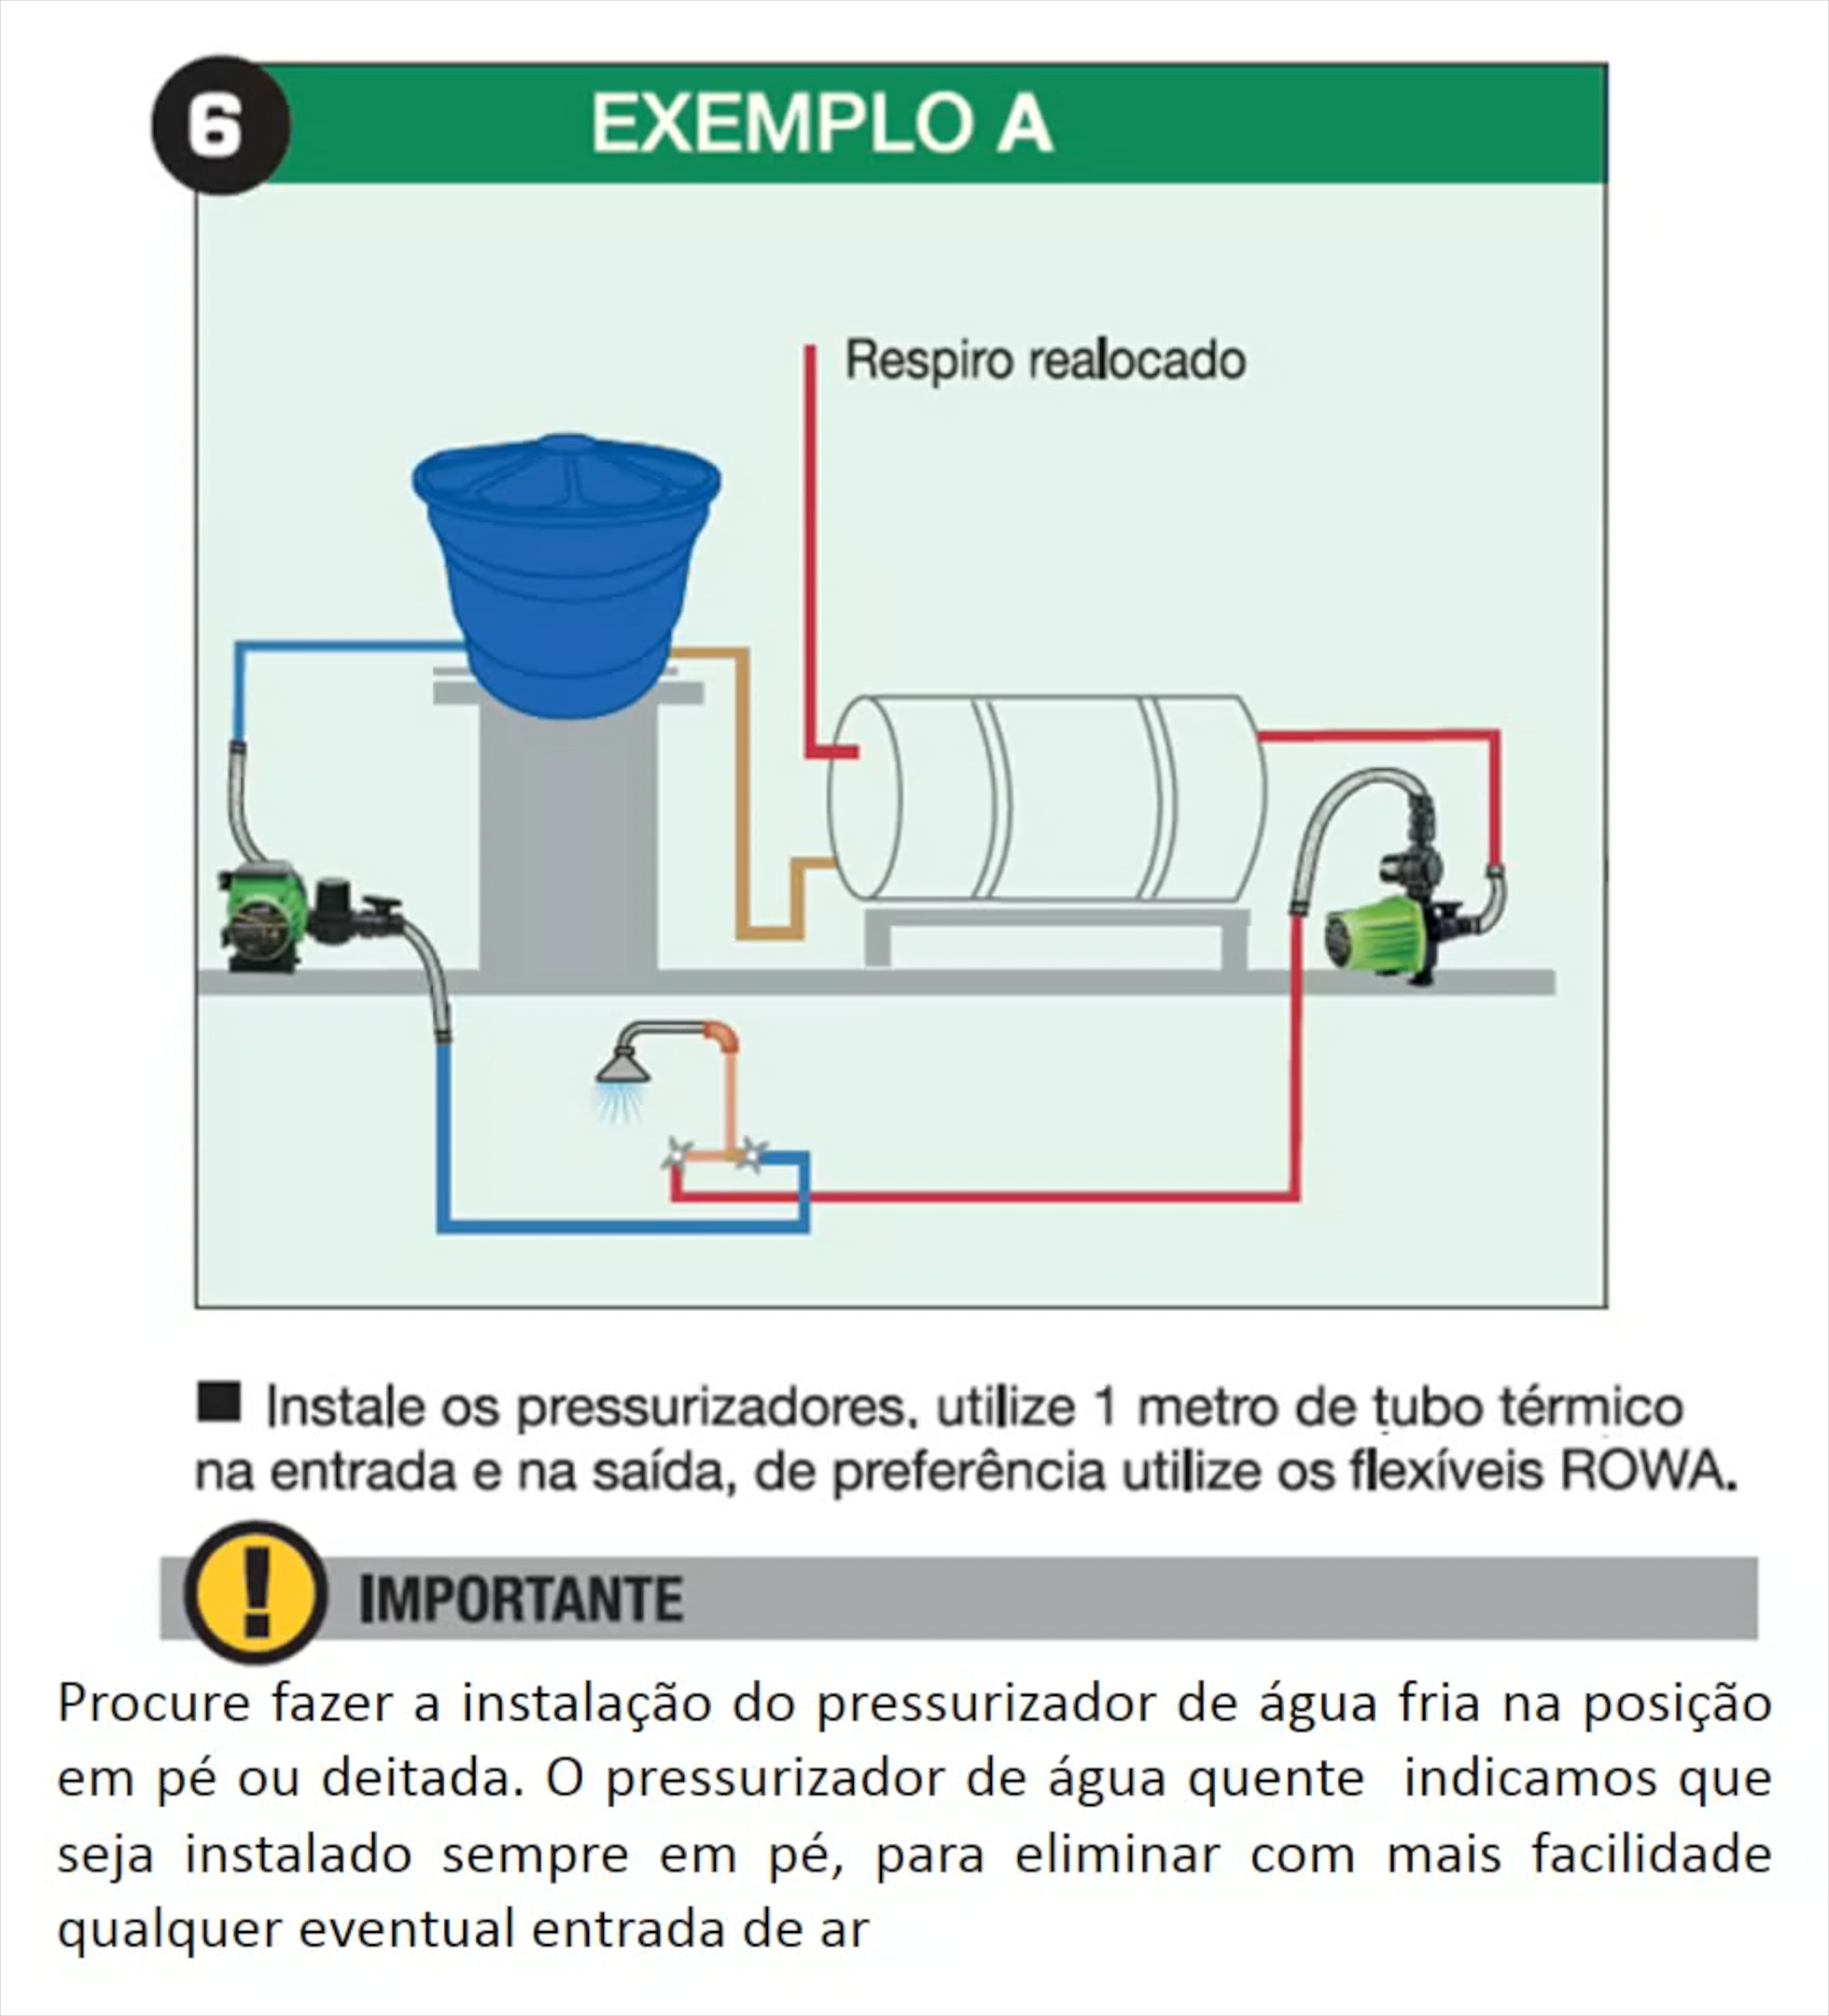 6
EXEMPLO A
Respiro realocado
■ Instale os pressurizadores, utilize 1 metro de tubo térmico
na entrada e na saída, de preferência utilize os flexíveis ROWA.
! IMPORTANTE
Procure fazer a instalação do pressurizador de água fria na posição
em pé ou deitada. O pressurizador de água quente indicamos que
seja instalado sempre em pé, para eliminar com mais facilidade
qualquer eventual entrada de ar